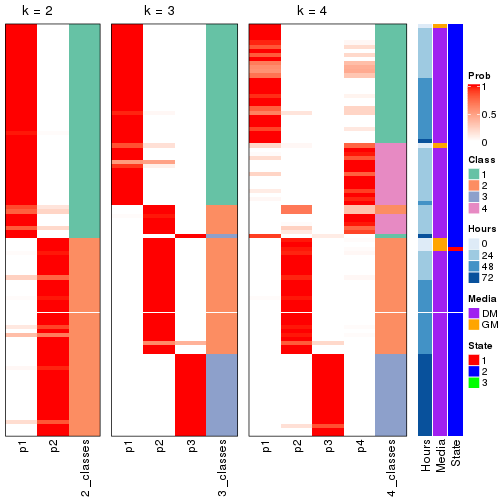 k = 2
k = 3
k = 4
p1
p2
2_classes
p1
p2
p3
3_classes
p1
p2
p3
p4
4_classes
Hours
Media
State
Prob
1
0.5
0
Class
1
2
3
4
Hours
0
24
48
72
Media
DM
GM
State
1
2
3